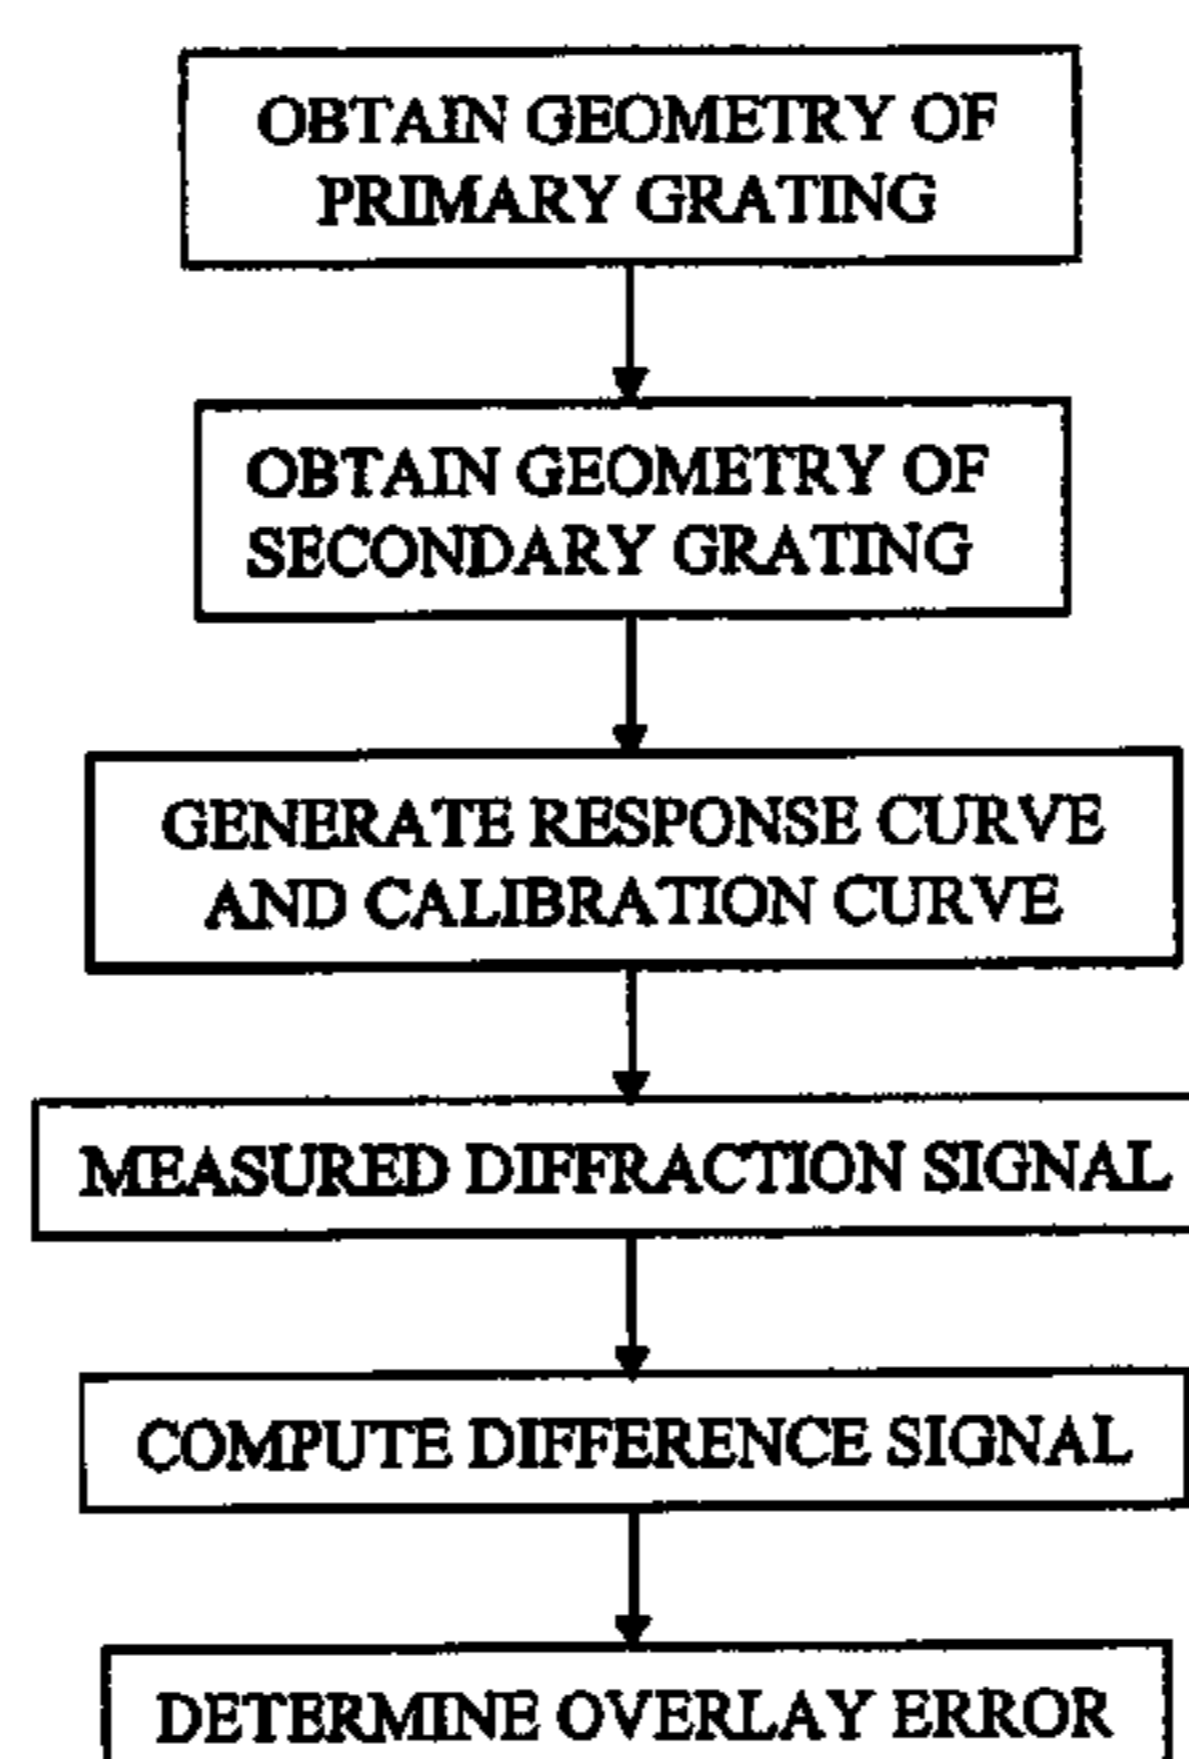 OBTAIN GEOMETRY OF
PRIMARY GRATING
OBTAIN GEOMETRY OF
SECONDARY GRATING
GENERATE RESPONSE CURVE
AND CALIBRATION CURVE
MEASURED DIFFRACTION SIGNAL
COMPUTE DIFFERENCE SIGNAL
DETERMINE OVERLAY ERROR